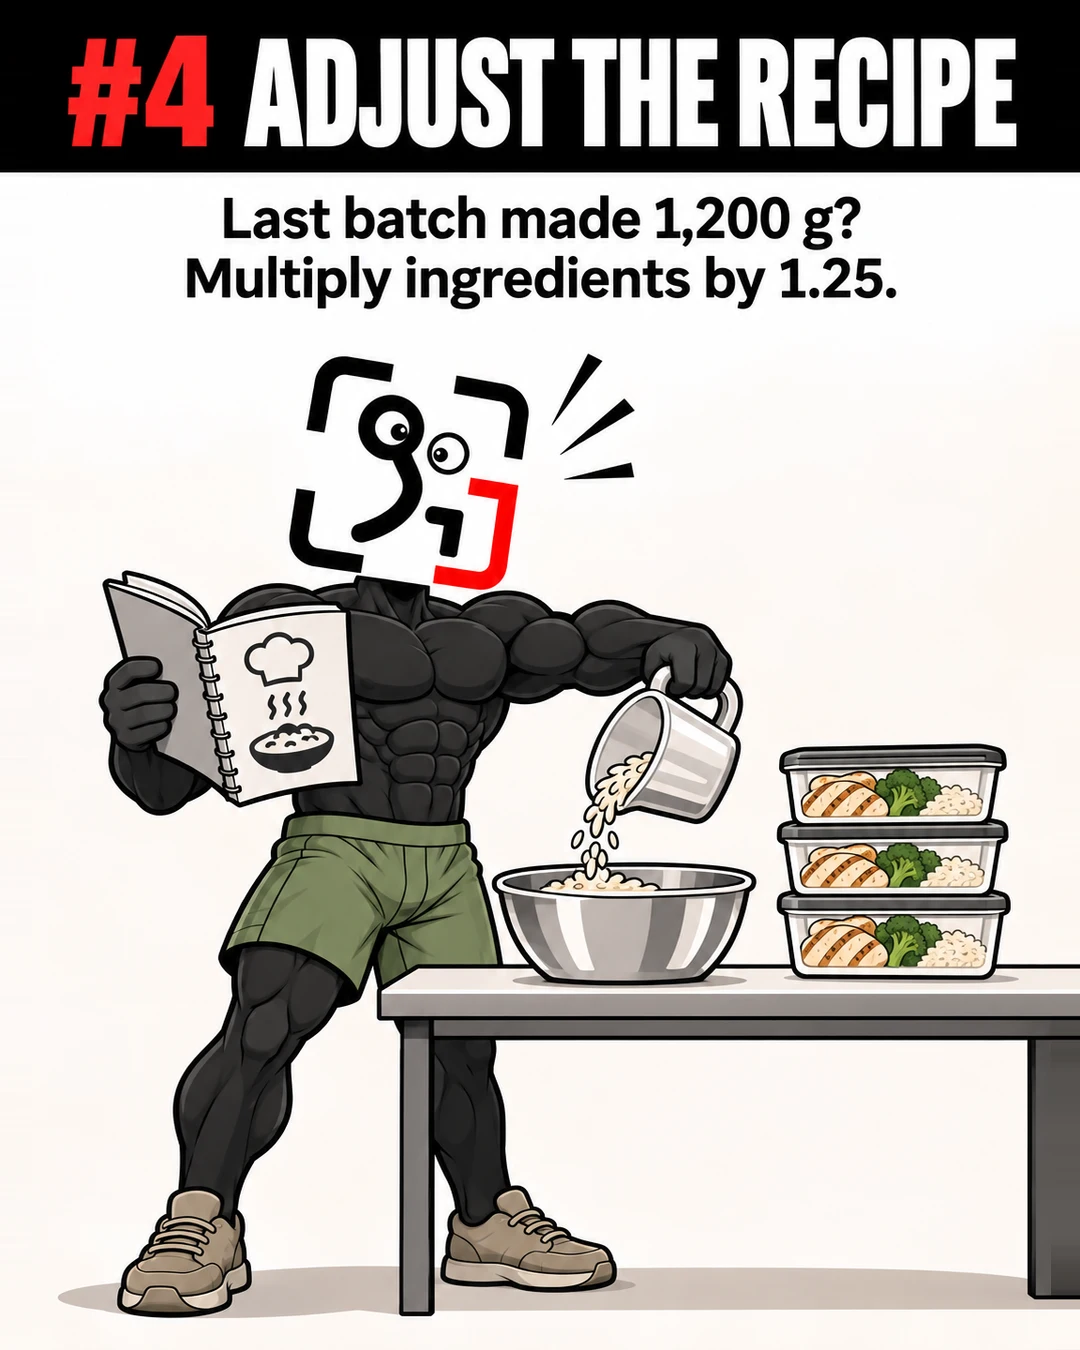 #4 ADJUST THE RECIPE
Last batch made 1,200 g?
Multiply ingredients by 1.25.